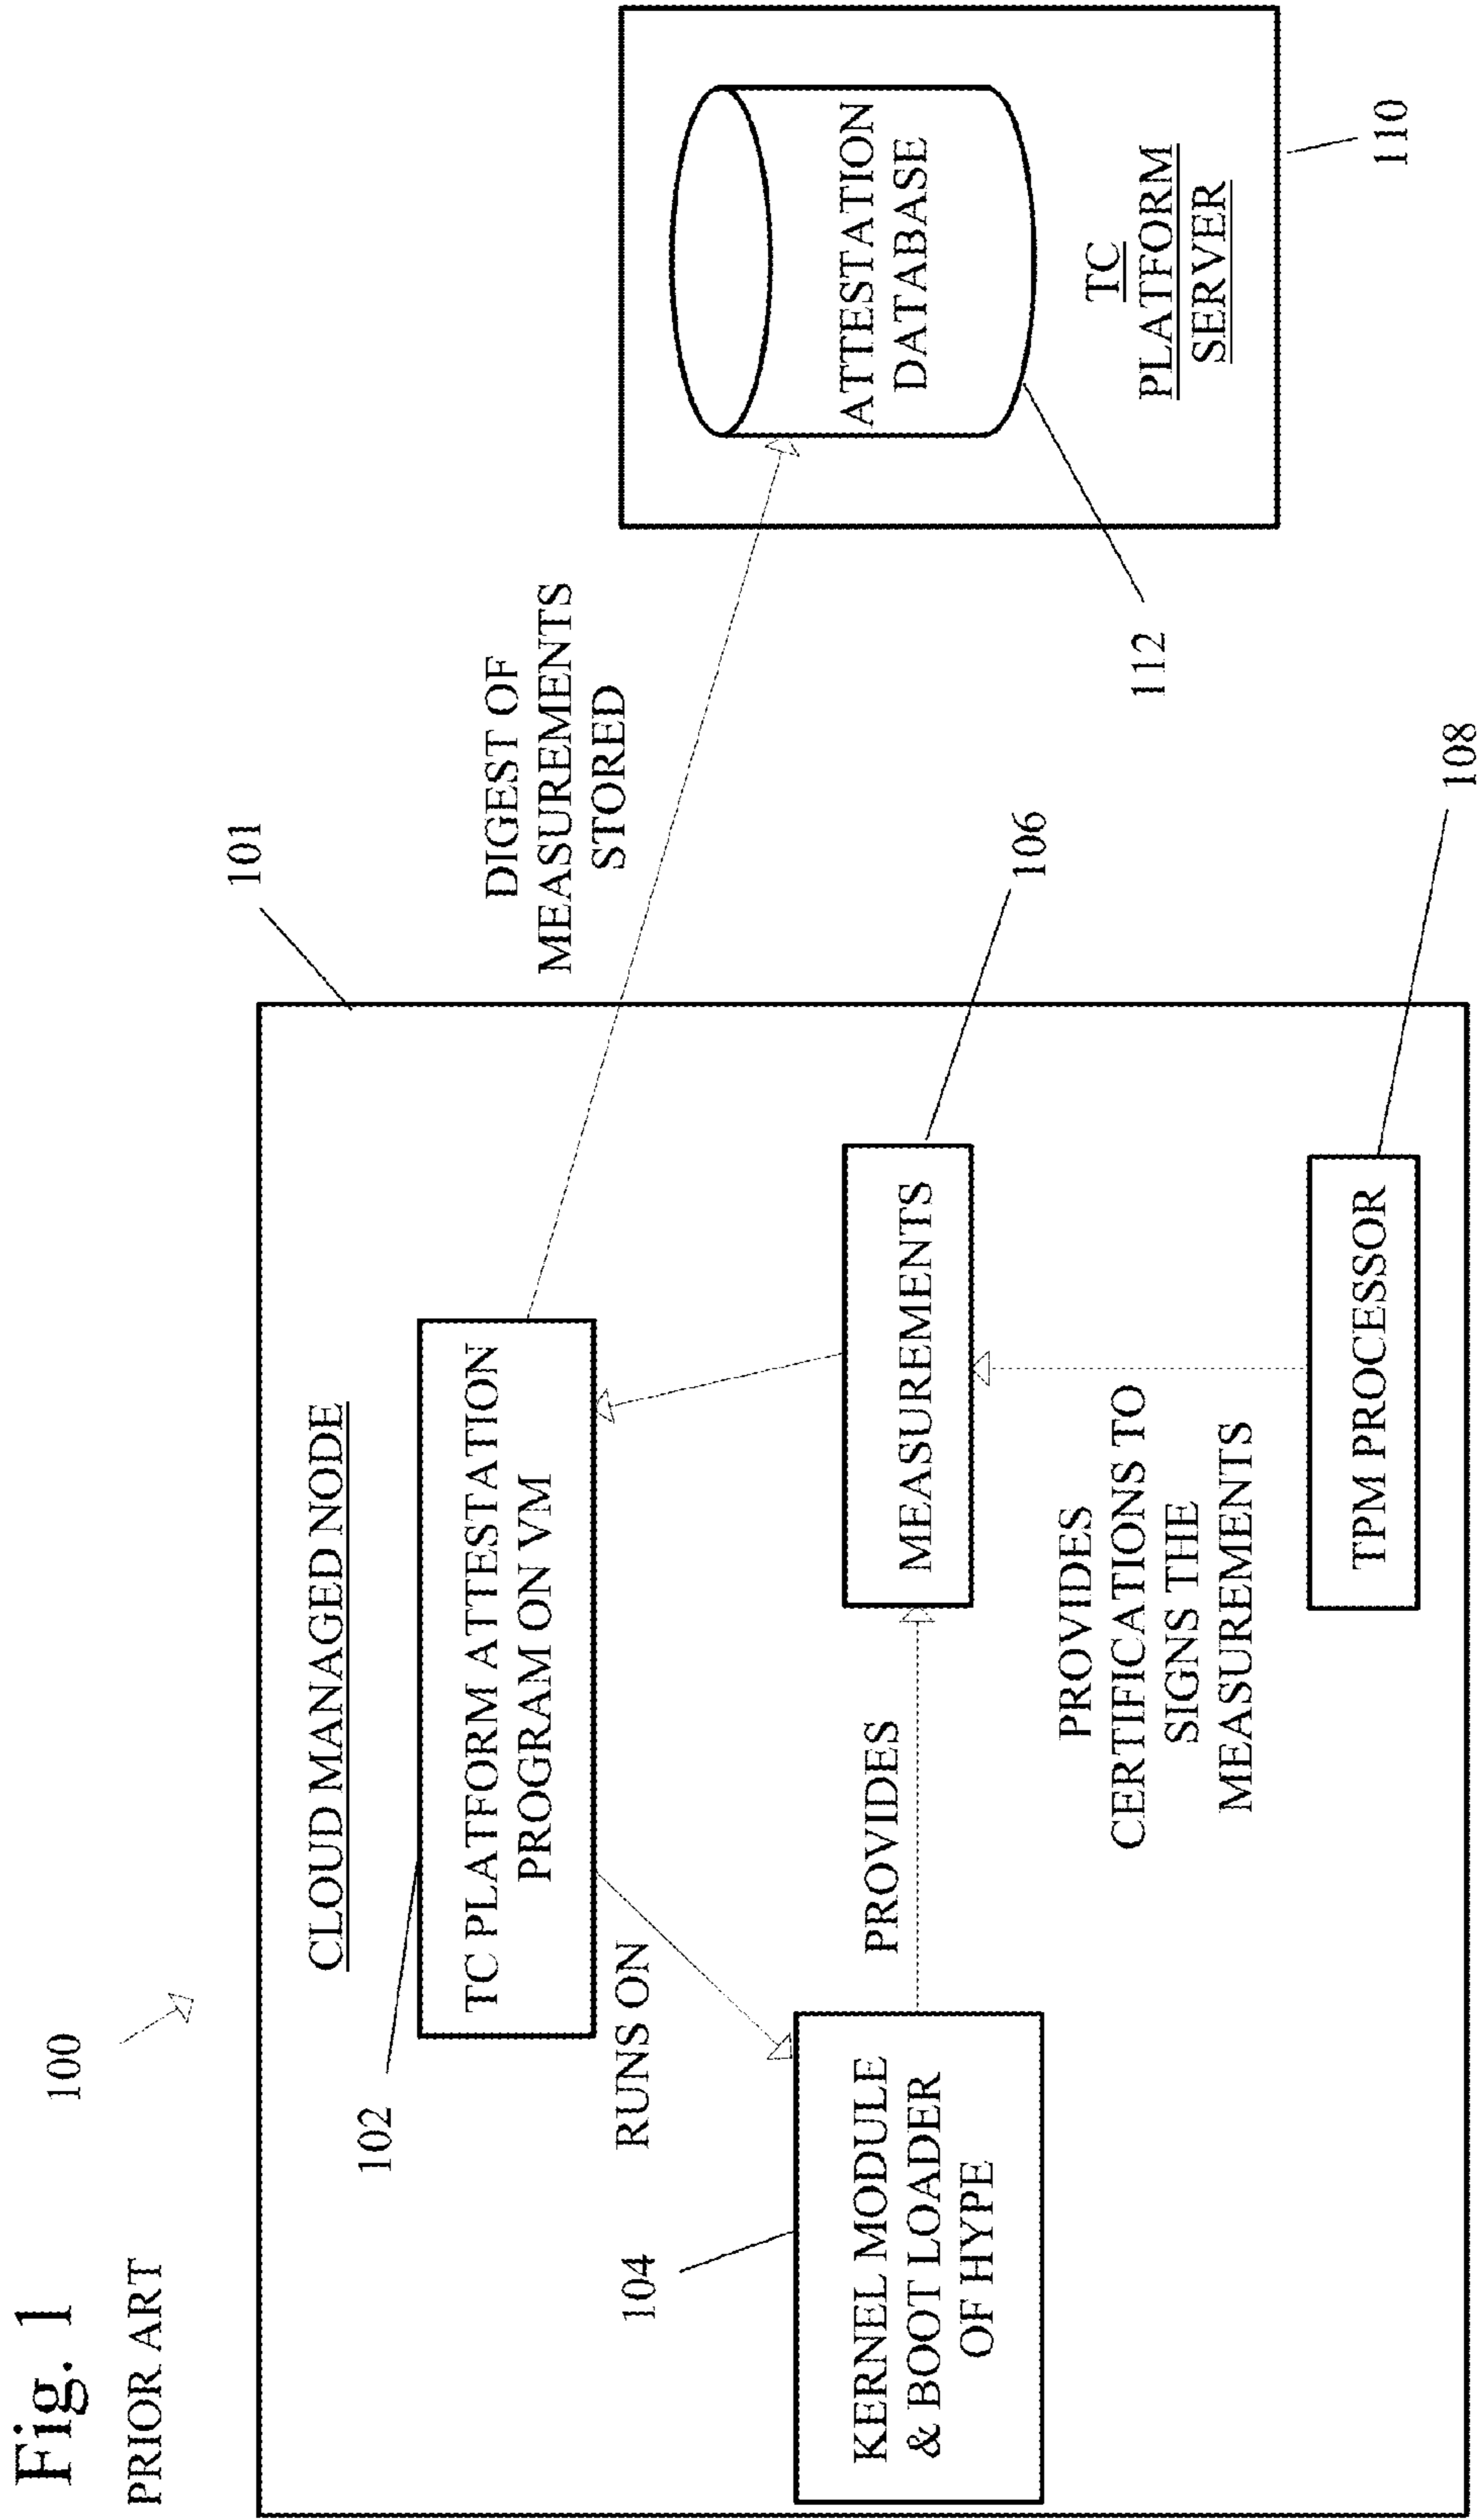 Fig. 1
PRIOR ART
100
101
CLOUD MANAGED NODE
102
TC PLATFORM ATTESTATION
PROGRAM ON VM
RUNS ON
104
KERNEL MODULE
& BOOT LOADER
OF HYPE
PROVIDES
MEASUREMENTS
106
PROVIDES
CERTIFICATIONS TO
SIGNS THE
MEASUREMENTS
TPM PROCESSOR
108
DIGEST OF
MEASUREMENTS
STORED
ATTESTATION
DATABASE
112
TC
PLATFORM
SERVER
110